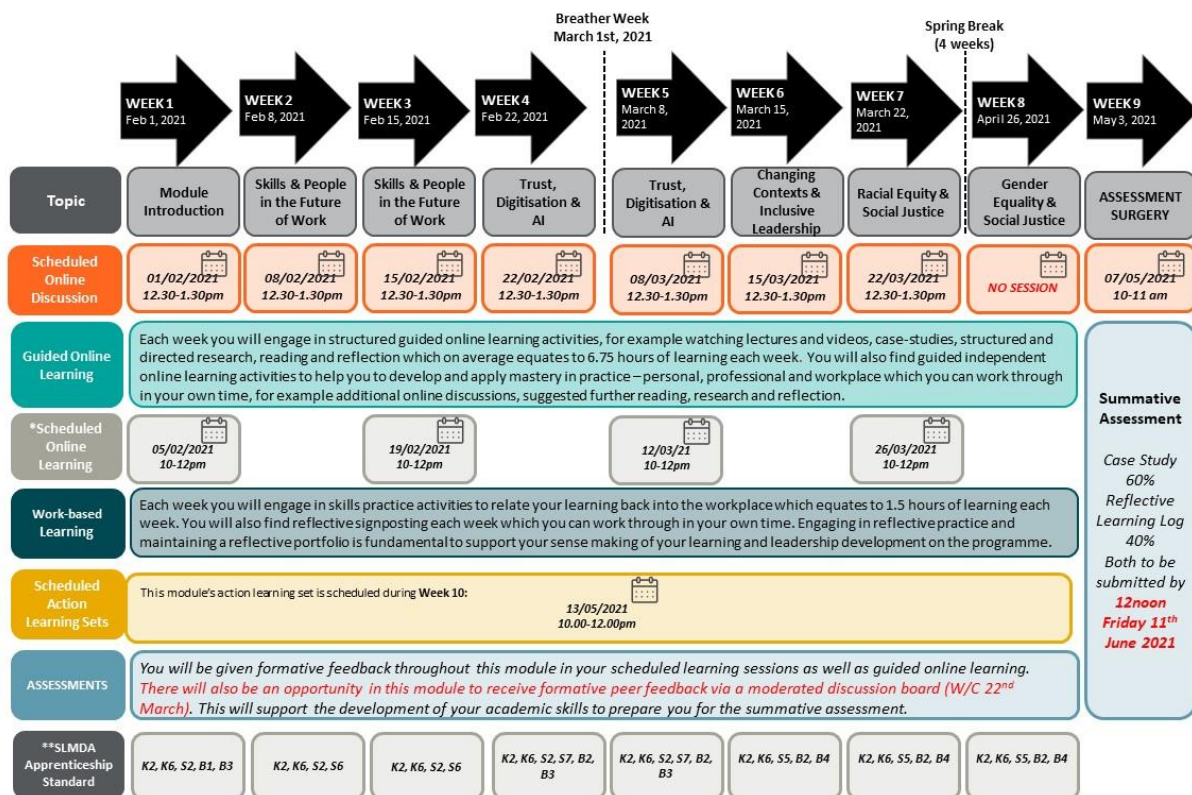 Breather Week
March 1st, 2021
Spring Break
(4 weeks)
WEEK 1
Feb 1, 2021
WEEK 2
Feb 8, 2021
WEEK 3
Feb 15, 2021
WEEK 4
Feb 22, 2021
WEEK 5
March 8,
2021
WEEK 6
March 15,
2021
WEEK 7
March 22,
2021
WEEK 8
April 26, 2021
WEEK 9
May 3, 2021
Topic
Module
Introduction
Skills & People
in the Future
of Work
Skills & People
in the Future
of Work
Trust,
Digitisation &
AI
Trust,
Digitisation &
AI
Changing
Contexts &
Inclusive
Leadership
Racial Equity &
Social Justice
Gender
Equality &
Social Justice
ASSESSMENT
SURGERY
Scheduled
Online
Discussion
01/02/2021
12.30-1.30pm
08/02/2021
12.30-1.30pm
15/02/2021
12.30-1.30pm
22/02/2021
12.30-1.30pm
08/03/2021
12.30-1.30pm
15/03/2021
12.30-1.30pm
22/03/2021
12.30-1.30pm
NO SESSION
07/05/2021
10-11 am
Guided Online
Learning
Each week you will engage in structured guided online learning activities, for example watching lectures and videos, case-studies, structured and
directed research, reading and reflection which on average equates to 6.75 hours of learning each week. You will also find guided independent
online learning activities to help you to develop and apply mastery in practice – personal, professional and workplace which you can work through
in your own time, for example additional online discussions, suggested further reading, research and reflection.
*Scheduled
Online
Learning
05/02/2021
10-12pm
19/02/2021
10-12pm
12/03/21
10-12pm
26/03/2021
10-12pm
Work-based
Learning
Each week you will engage in skills practice activities to relate your learning back into the workplace which equates to 1.5 hours of learning each
week. You will also find reflective signposting each week which you can work through in your own time. Engaging in reflective practice and
maintaining a reflective portfolio is fundamental to support your sense making of your learning and leadership development on the programme.
Scheduled
Action
Learning Sets
This module's action learning set is scheduled during Week 10:
13/05/2021
10.00-12.00pm
ASSESSMENTS
You will be given formative feedback throughout this module in your scheduled learning sessions as well as guided online learning.
There will also be an opportunity in this module to receive formative peer feedback via a moderated discussion board (W/C 22nd
March). This will support the development of your academic skills to prepare you for the summative assessment.
Summative
Assessment
Case Study
60%
Reflective
Learning Log
40%
Both to be
submitted by
12noon
Friday 11th
June 2021
**SLMDA
Apprenticeship
Standard
K2, K6, S2, B1, B3
K2, K6, S2, S6
K2, K6, S2, S6
K2, K6, S2, S7, B2,
B3
K2, K6, S2, S7, B2,
B3
K2, K6, S5, B2, B4
K2, K6, S5, B2, B4
K2, K6, S5, B2, B4